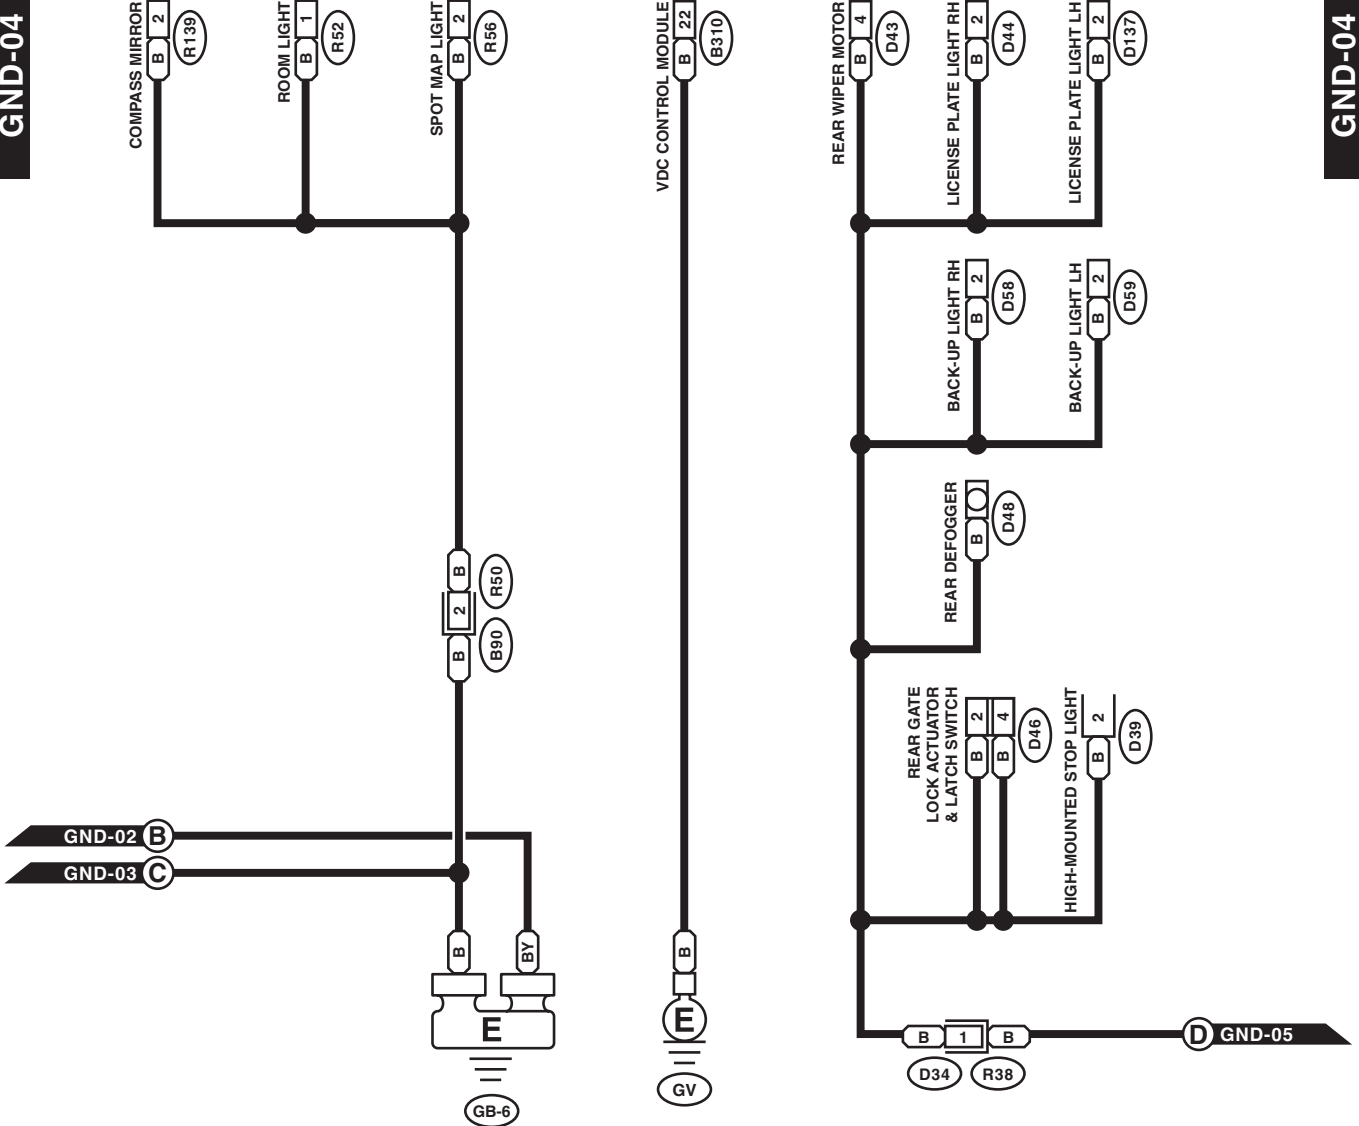 GND-04
GND-04
COMPASS MIRROR
2
B
R139
ROOM LIGHT
1
B
R52
SPOT MAP LIGHT
2
B
R56
VDC CONTROL MODULE
22
B
B310
REAR WIPER MMOTOR
4
B
D43
LICENSE PLATE LIGHT RH
2
B
D44
LICENSE PLATE LIGHT LH
2
B
D137
BACK-UP LIGHT RH
2
B
D58
BACK-UP LIGHT LH
2
B
D59
REAR DEFOGGER
B
D48
B
R50
2
B
B90
REAR GATE
LOCK ACTUATOR
& LATCH SWITCH
2
4
B
B
D46
HIGH-MOUNTED STOP LIGHT
2
B
D39
GND-02 B
GND-03 C
B
BY
E
GB-6
B
E
GV
B
1
B
D34
R38
D GND-05